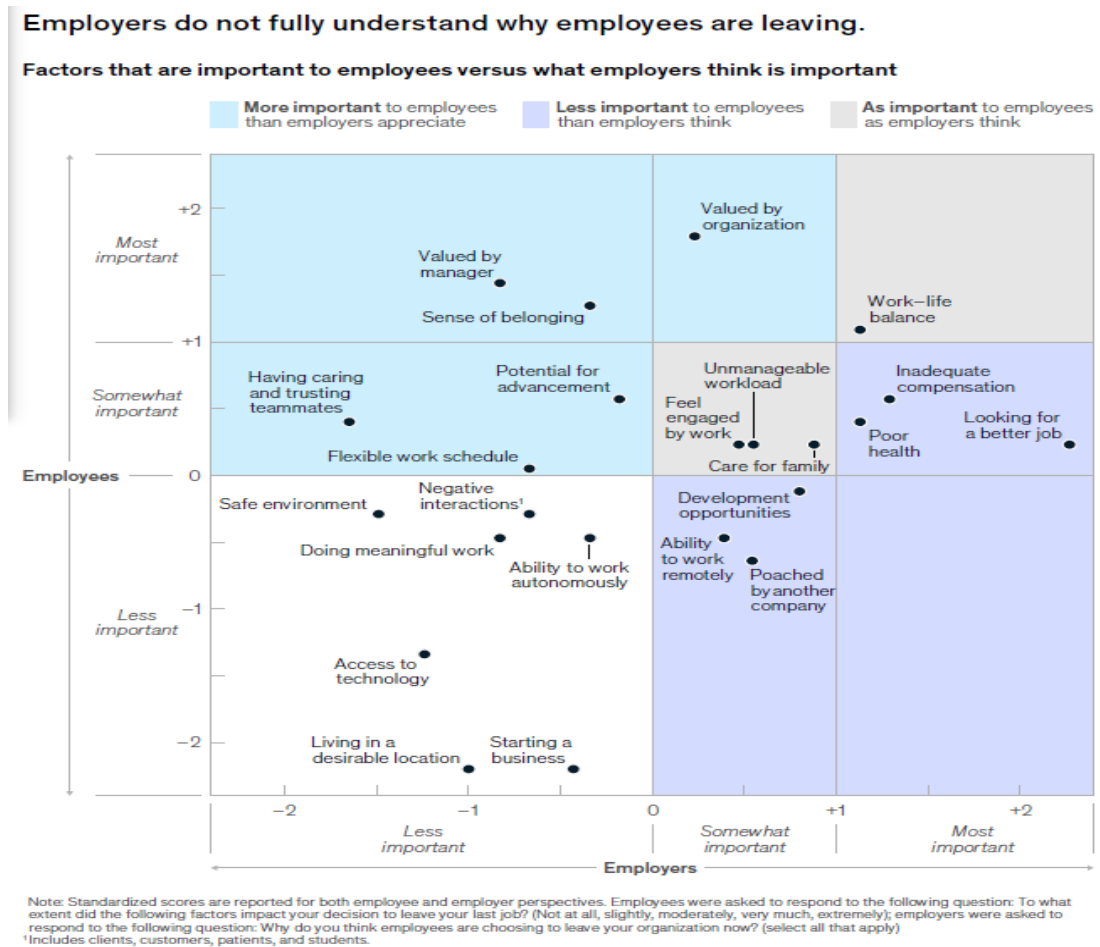 Employers do not fully understand why employees are leaving.
Factors that are important to employees versus what employers think is important
More important to employees
than employers appreciate
Less important to employees
than employers think
As important to employees
as employers think
+2
Most
important
+1
Somewhat
important
Employees
0
−1
Less
important
−2
Valued by
manager
Sense of belonging
Valued by
organization
Work–life
balance
Having caring
and trusting
teammates
Potential for
advancement
Flexible work schedule
Unmanageable
workload
Feel
engaged
by work
Care for family
Inadequate
compensation
Poor
health
Looking for
a better job
Safe environment
Negative
interactions¹
Doing meaningful work
Ability to work
autonomously
Development
opportunities
Ability
to work
remotely
Poached
by another
company
Access to
technology
Living in a
desirable location
Starting a
business
−2
−1
0
+1
+2
Less
important
Somewhat
important
Most
important
Employers
Note: Standardized scores are reported for both employee and employer perspectives. Employees were asked to respond to the following question: To what
extent did the following factors impact your decision to leave your last job? (Not at all, slightly, moderately, very much, extremely); employers were asked to
respond to the following question: Why do you think employees are choosing to leave your organization now? (select all that apply)
¹Includes clients, customers, patients, and students.